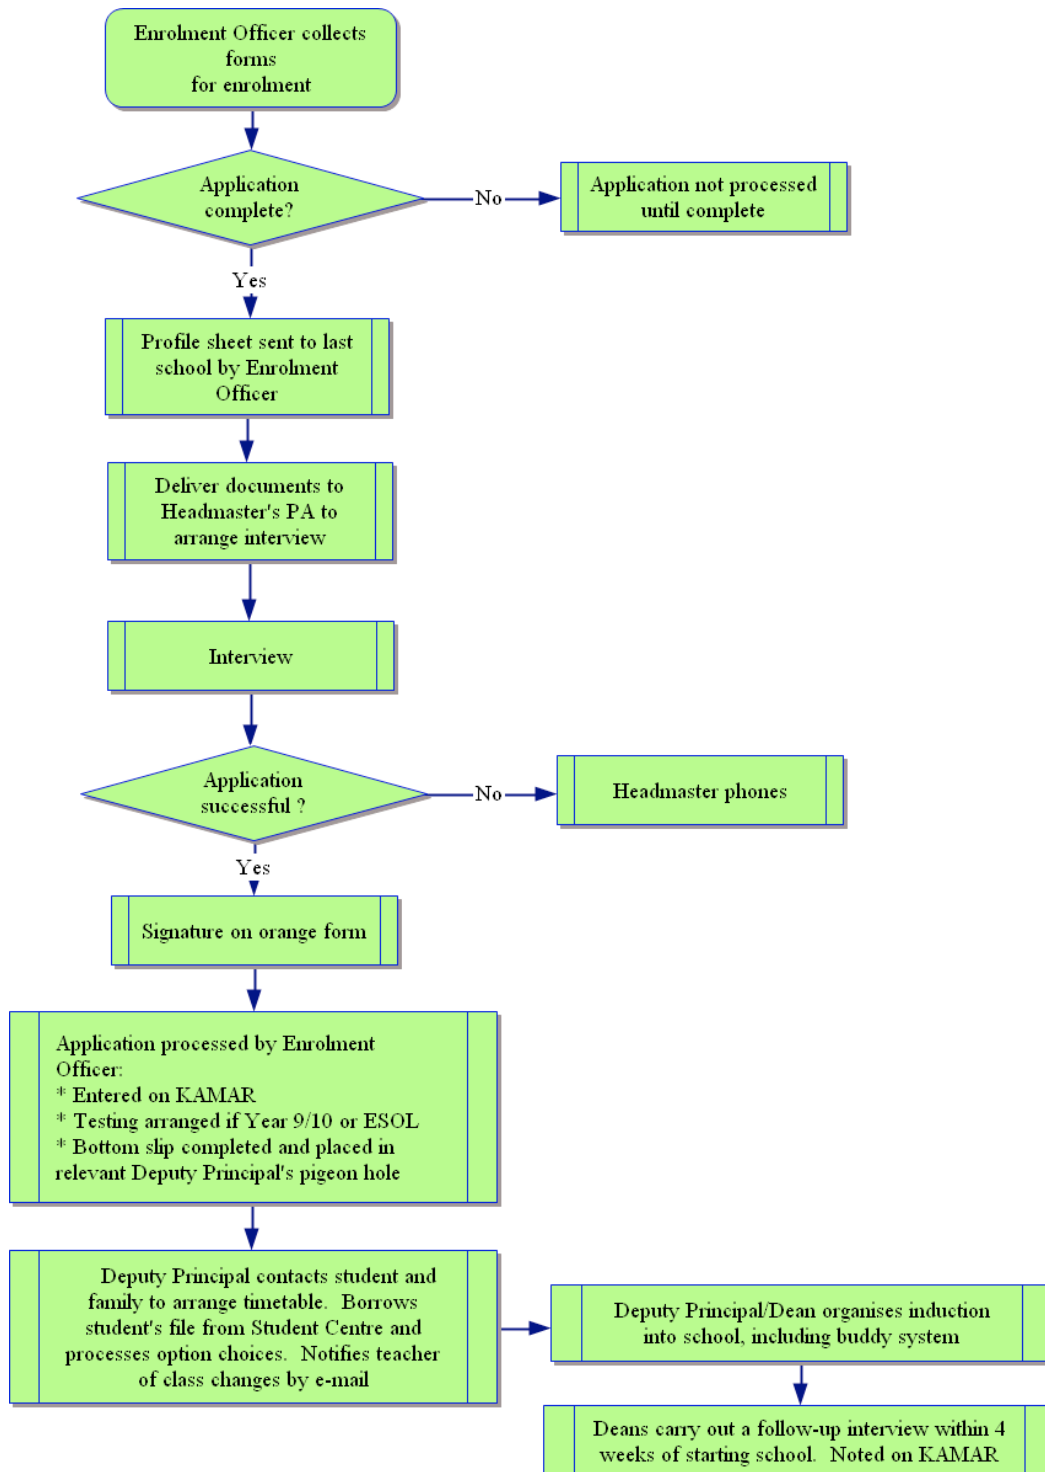 Enrolment Officer collects
forms
for enrolment
Application
complete?
No
Application not processed
until complete
Yes
Profile sheet sent to last
school by Enrolment
Officer
Deliver documents to
Headmaster's PA to
arrange interview
Interview
Application
successful ?
No
Headmaster phones
Yes
Signature on orange form
Application processed by Enrolment
Officer:
* Entered on KAMAR
* Testing arranged if Year 9/10 or ESOL
* Bottom slip completed and placed in
relevant Deputy Principal's pigeon hole
Deputy Principal contacts student and
family to arrange timetable.  Borrows
student's file from Student Centre and
processes option choices.  Notifies teacher
of class changes by e-mail
Deputy Principal/Dean organises induction
into school, including buddy system
Deans carry out a follow-up interview within 4
weeks of starting school.  Noted on KAMAR